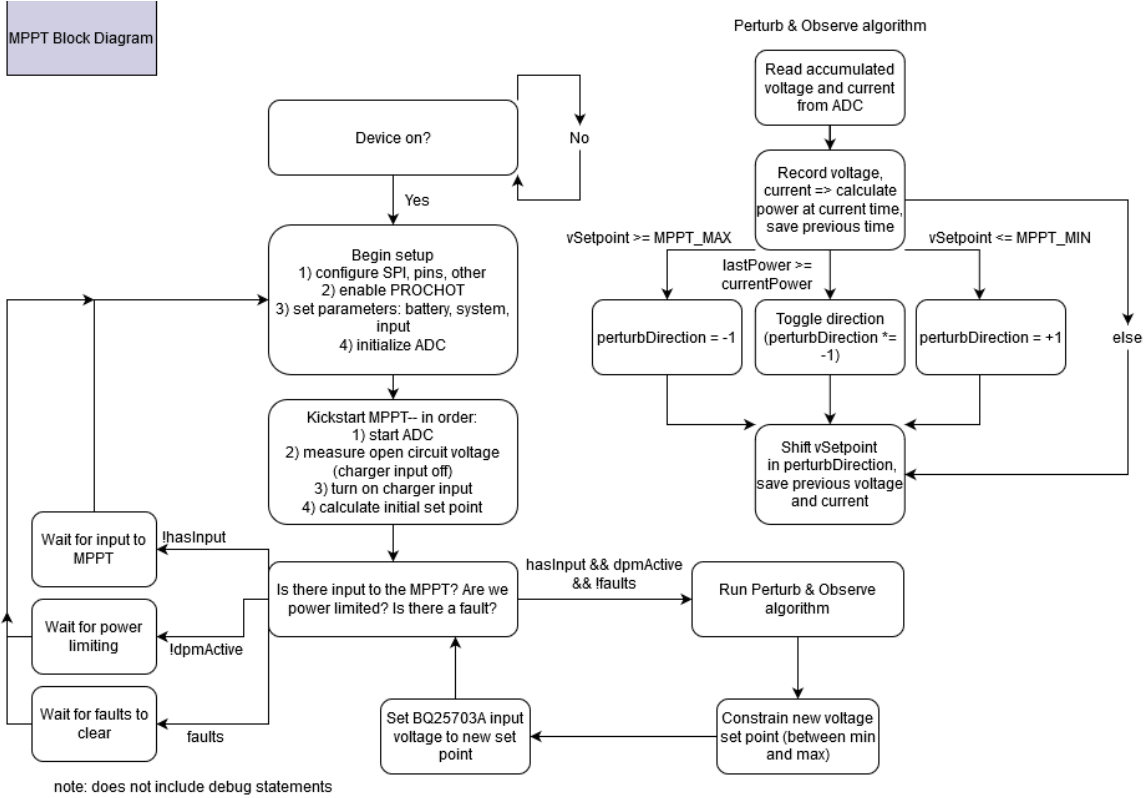 MPPT Block Diagram
Perturb & Observe algorithm
Read accumulated
voltage and current
from ADC
Device on?
No
Yes
Record voltage,
current => calculate
power at current time,
save previous time
vSetpoint >= MPPT_MAX
lastPower >=
currentPower
vSetpoint <= MPPT_MIN
Begin setup
1) configure SPI, pins, other
2) enable PROCHOT
3) set parameters: battery, system,
input
4) initialize ADC
perturbDirection = -1
Toggle direction
(perturbDirection *=
-1)
perturbDirection = +1
else
Kickstart MPPT-- in order:
1) start ADC
2) measure open circuit voltage
(charger input off)
3) turn on charger input
4) calculate initial set point
Shift vSetpoint
in perturbDirection,
save previous voltage
and current
Wait for input to
MPPT
!hasInput
Is there input to the MPPT? Are we
power limited? Is there a fault?
hasInput && dpmActive
&& !faults
Run Perturb & Observe
algorithm
Wait for power
limiting
!dpmActive
Wait for faults to
clear
faults
Set BQ25703A input
voltage to new set
point
Constrain new voltage
set point (between min
and max)
note: does not include debug statements